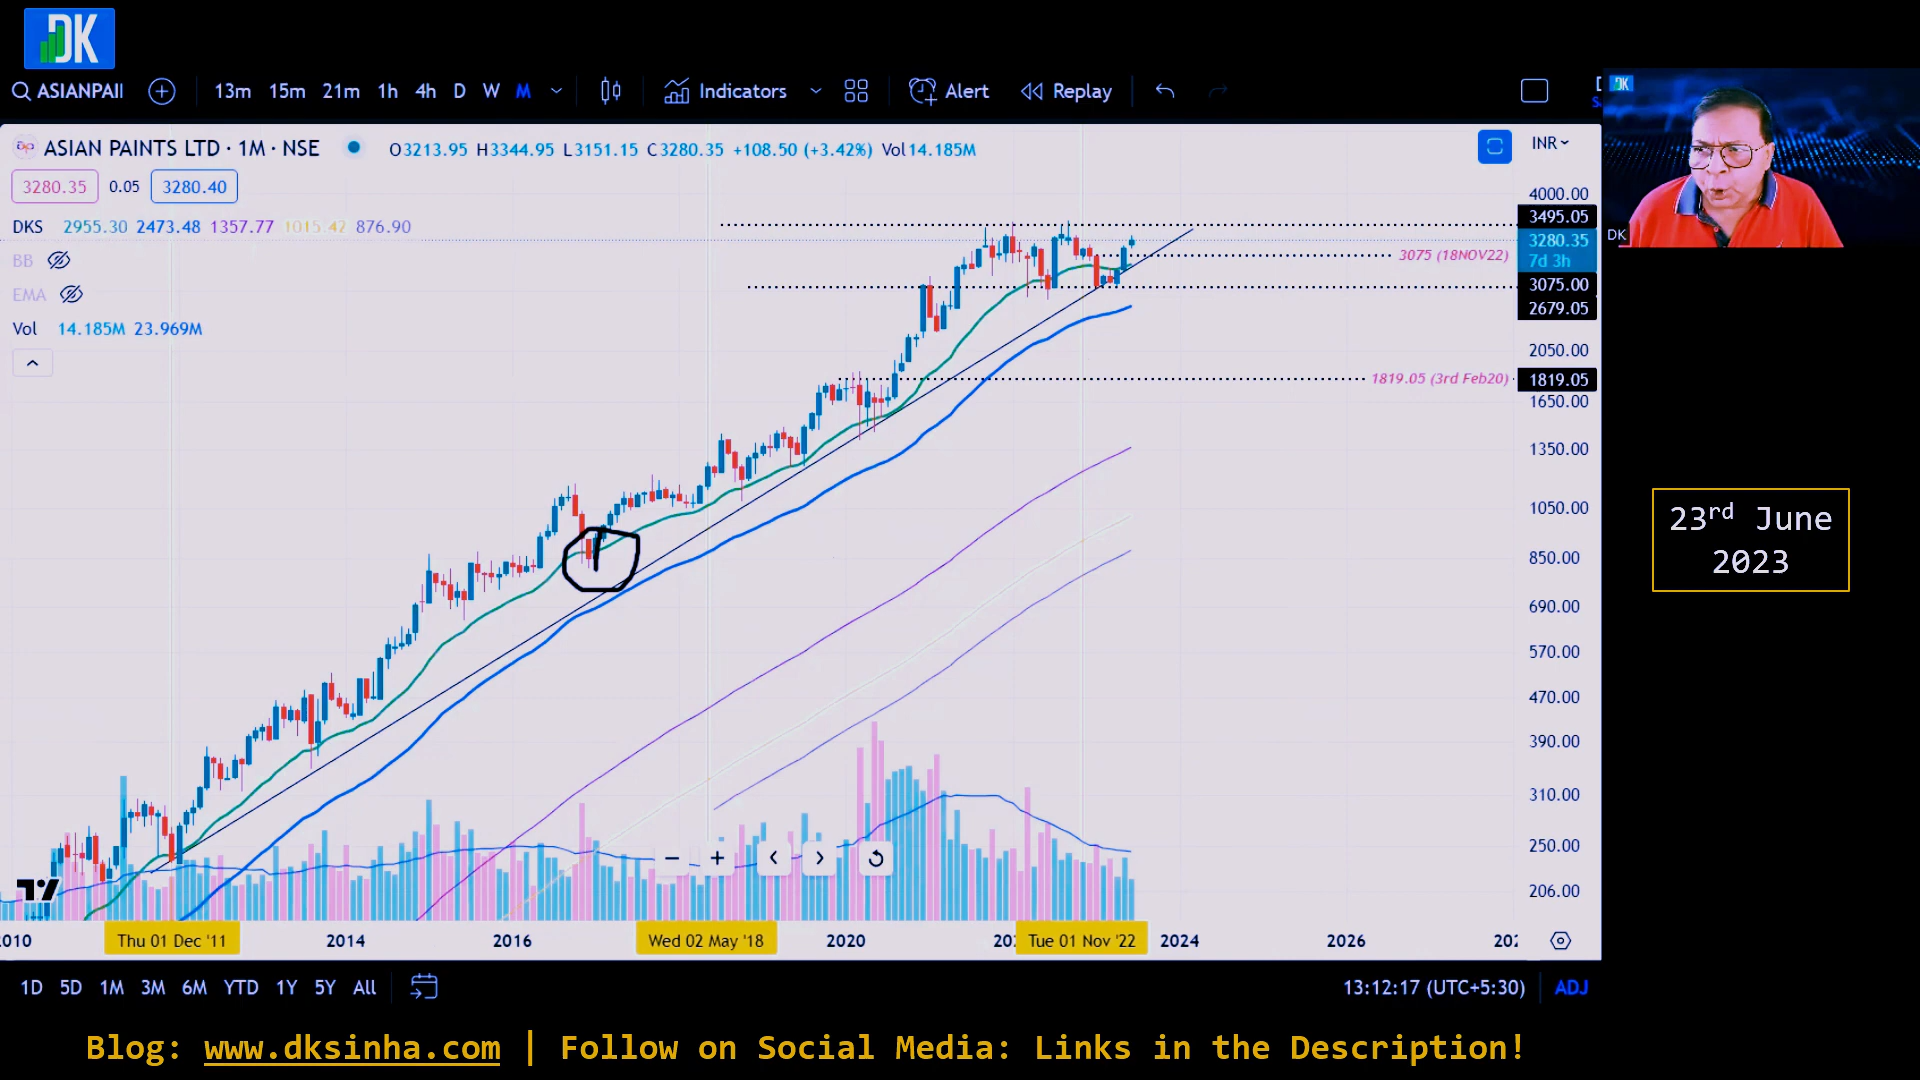 DK
ASIANPAII 13m 15m 21m 1h 4h D W M Indicators Alert Replay
DK
ASIAN PAINTS LTD · 1M · NSE O3213.95 H3344.95 L3151.15 C3280.35 +108.50 (+3.42%) Vol14.185M INR
3280.35 0.05 3280.40
DKS 2955.30 2473.48 1357.77 1015.42 876.90
BB
EMA
Vol 14.185M 23.969M
DK
4000.00
3495.05
3280.35
7d 3h
3075 (18NOV22)
3075.00
2679.05
2050.00
1819.05 (3rd Feb20) 1819.05
1650.00
1350.00
1050.00
850.00
690.00
570.00
470.00
390.00
310.00
250.00
206.00
23rd June
2023
2010 Thu 01 Dec '11 2014 2016 Wed 02 May '18 2020 Tue 01 Nov '22 2024 2026
1D 5D 1M 3M 6M YTD 1Y 5Y All 13:12:17 (UTC+5:30) ADJ
Blog: www.dksinha.com | Follow on Social Media: Links in the Description!